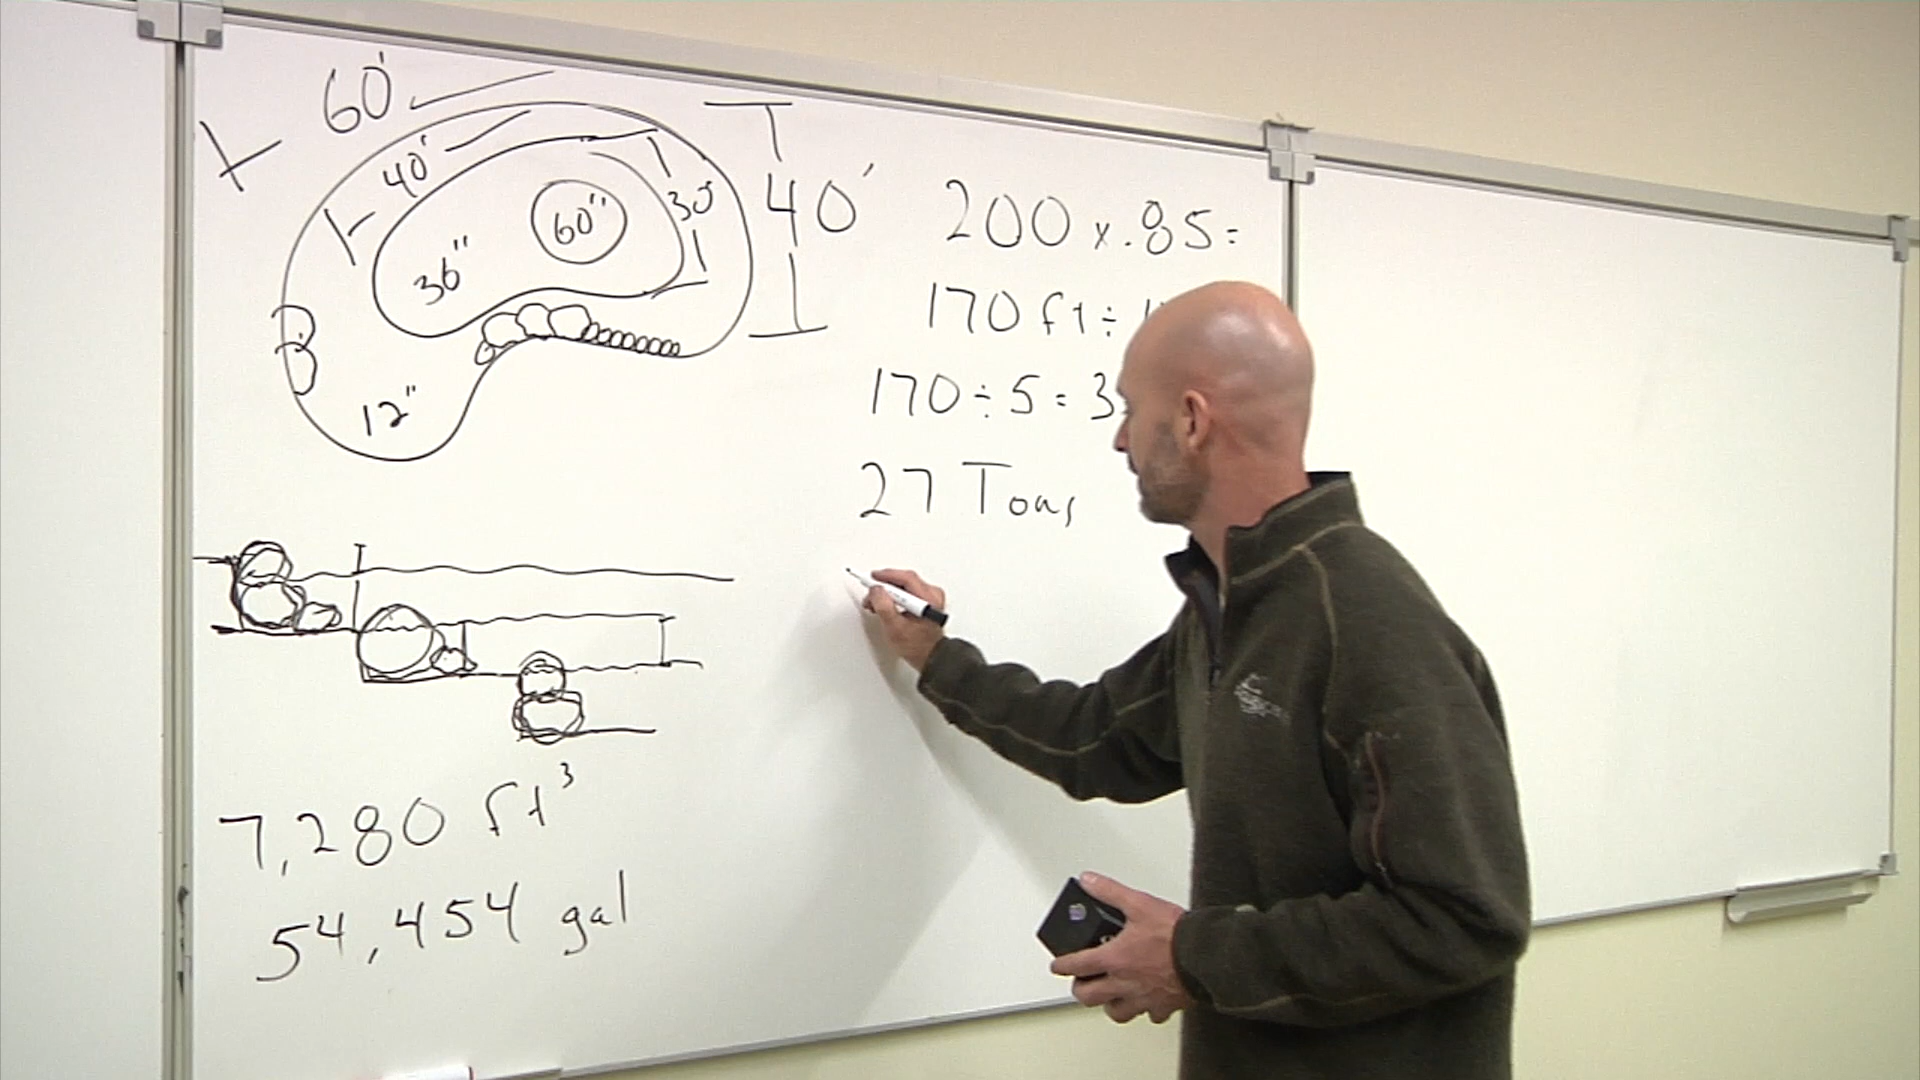 60'
40'
30'
40'
60"
36"
12"
7,280 ft³
54,454 gal
200 x .85 =
170 ft ÷
170 ÷ 5 = 3
27 Tons